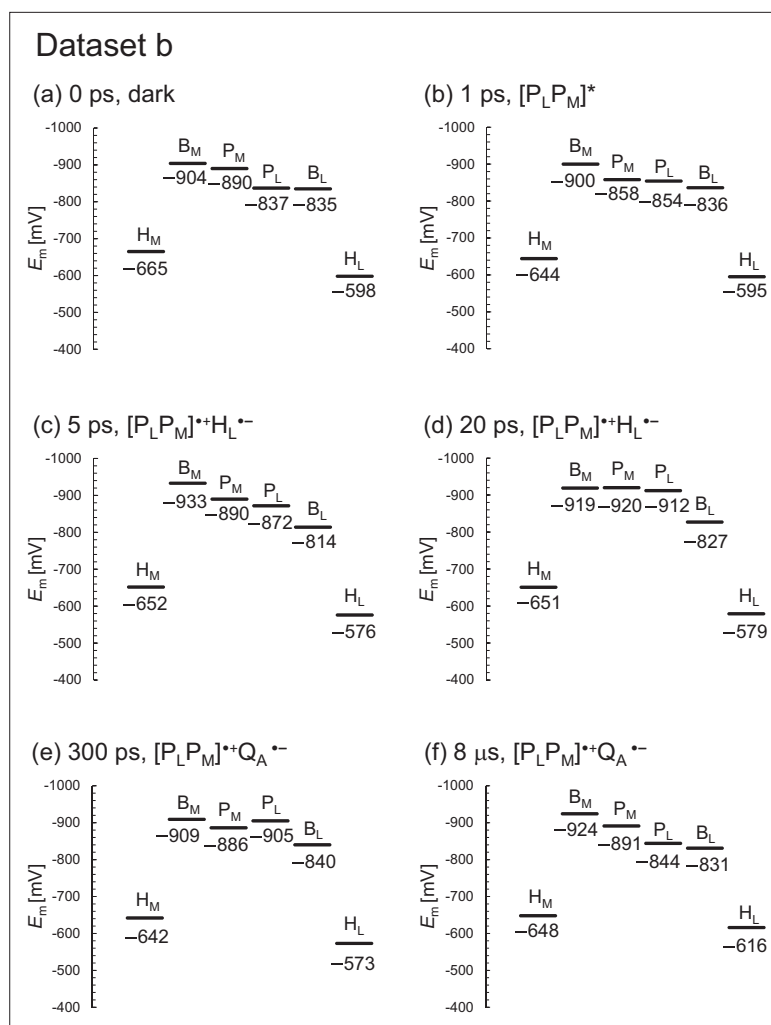 Dataset b
(a) 0 ps, dark
-1000
-900
-800
-700
-600
-500
-400
Em [mV]
HM
−665
BM
−904
PM
−890
PL
−837
BL
−835
HL
−598
(b) 1 ps, [PLPM]*
-1000
-900
-800
-700
-600
-500
-400
Em [mV]
HM
−644
BM
−900
PM
−858
PL
−854
BL
−836
HL
−595
(c) 5 ps, [PLPM]•+HL•−
-1000
-900
-800
-700
-600
-500
-400
Em [mV]
HM
−652
BM
−933
PM
−890
PL
−872
BL
−814
HL
−576
(d) 20 ps, [PLPM]•+HL•−
-1000
-900
-800
-700
-600
-500
-400
Em [mV]
HM
−651
BM
−919
PM
−920
PL
−912
BL
−827
HL
−579
(e) 300 ps, [PLPM]•+QA•−
-1000
-900
-800
-700
-600
-500
-400
Em [mV]
HM
−642
BM
−909
PM
−886
PL
−905
BL
−840
HL
−573
(f) 8 μs, [PLPM]•+QA•−
-1000
-900
-800
-700
-600
-500
-400
Em [mV]
HM
−648
BM
−924
PM
−891
PL
−844
BL
−831
HL
−616